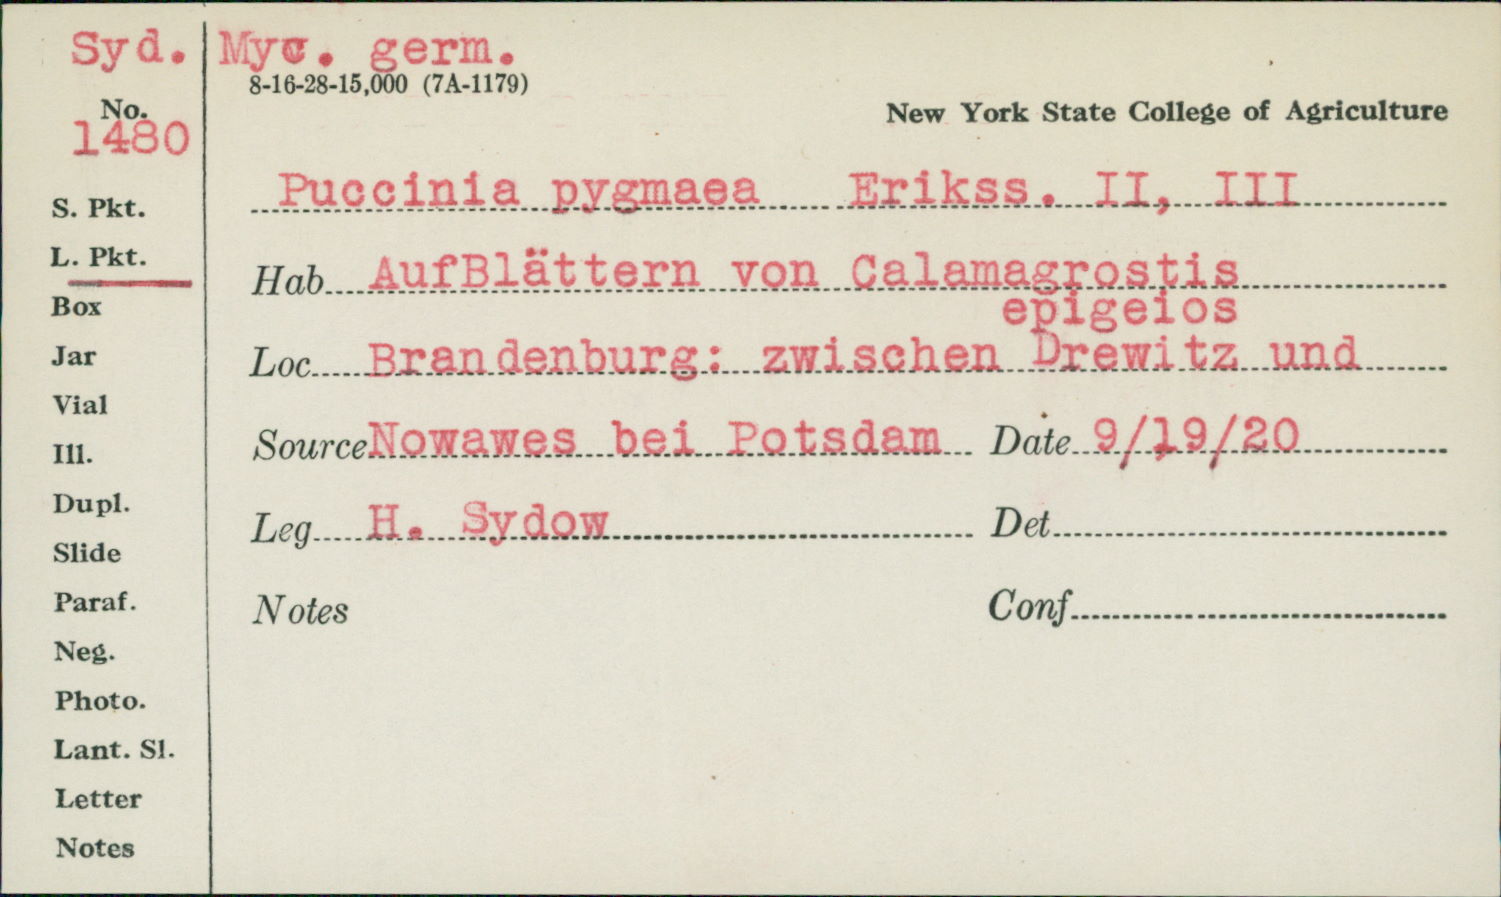 Syd. Myc. germ.
8-16-28-15,000 (7A-1179)
No.
1480
New York State College of Agriculture
Puccinia pygmaea Erikss. II, III
S. Pkt.
L. Pkt.
Hab AufBlättern von Calamagrostis
epigeios
Box
Jar
Loc Brandenburg: zwischen Drewitz und
Vial
Source Nowawes bei Potsdam Date 9/19/20
Ill.
Dupl.
Leg H. Sydow Det
Slide
Paraf.
Notes Conf
Neg.
Photo.
Lant. Sl.
Letter
Notes